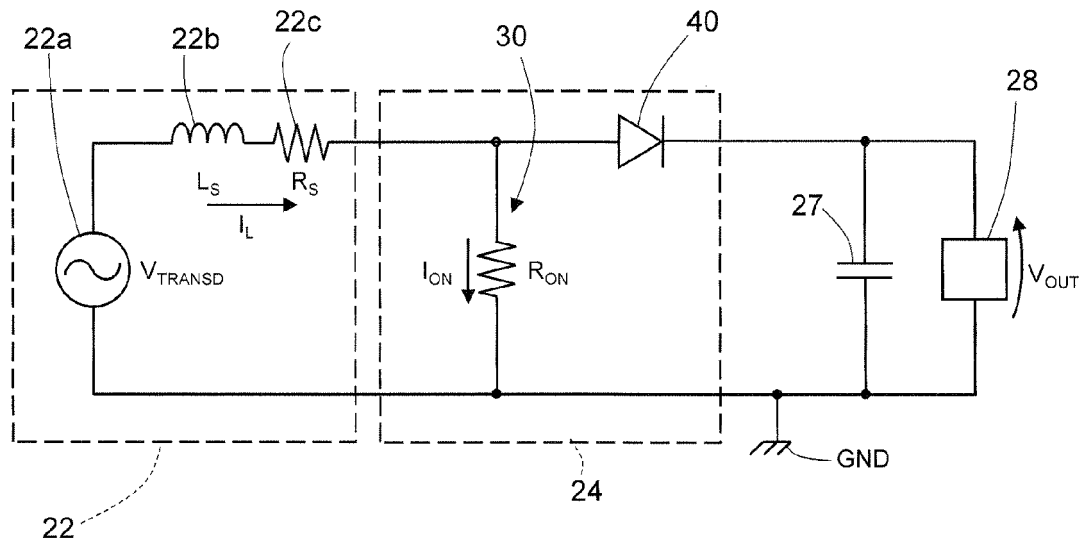 22a
22b
22c
30
40
28
L_S
R_S
I_L
27
V_TRANSD
I_ON
R_ON
V_OUT
GND
24
22